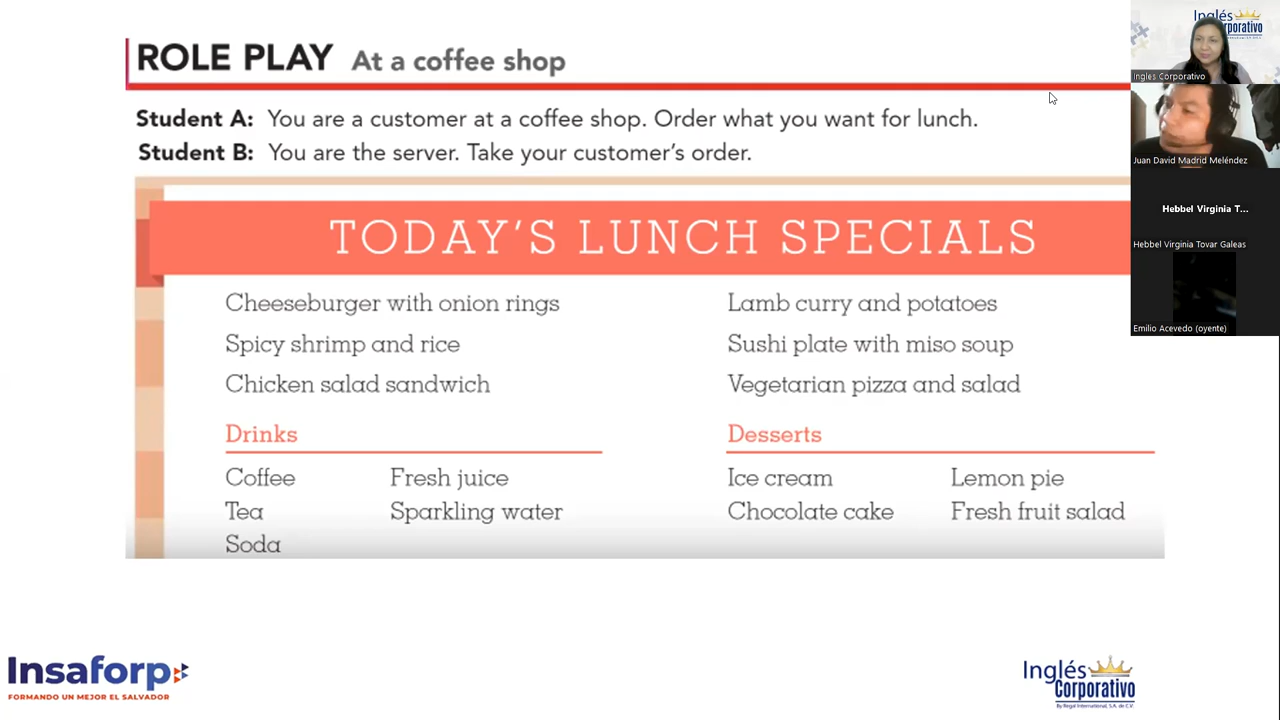 ROLE PLAY At a coffee shop
Student A: You are a customer at a coffee shop. Order what you want for lunch.
Student B: You are the server. Take your customer's order.
TODAY'S LUNCH SPECIALS
Cheeseburger with onion rings
Spicy shrimp and rice
Chicken salad sandwich
Lamb curry and potatoes
Sushi plate with miso soup
Vegetarian pizza and salad
Drinks
Coffee Fresh juice
Tea Sparkling water
Soda
Desserts
Ice cream Lemon pie
Chocolate cake Fresh fruit salad
Insaforp
FORMANDO UN MEJOR EL SALVADOR
Inglés
Corporativo
By Regal International, S.A. de C.V.
Inglés
Corporativo
Ingles Corporativo
Juan David Madrid Meléndez
Hebbel Virginia T...
Hebbel Virginia Tovar Galeas
Emilio Acevedo (oyente)